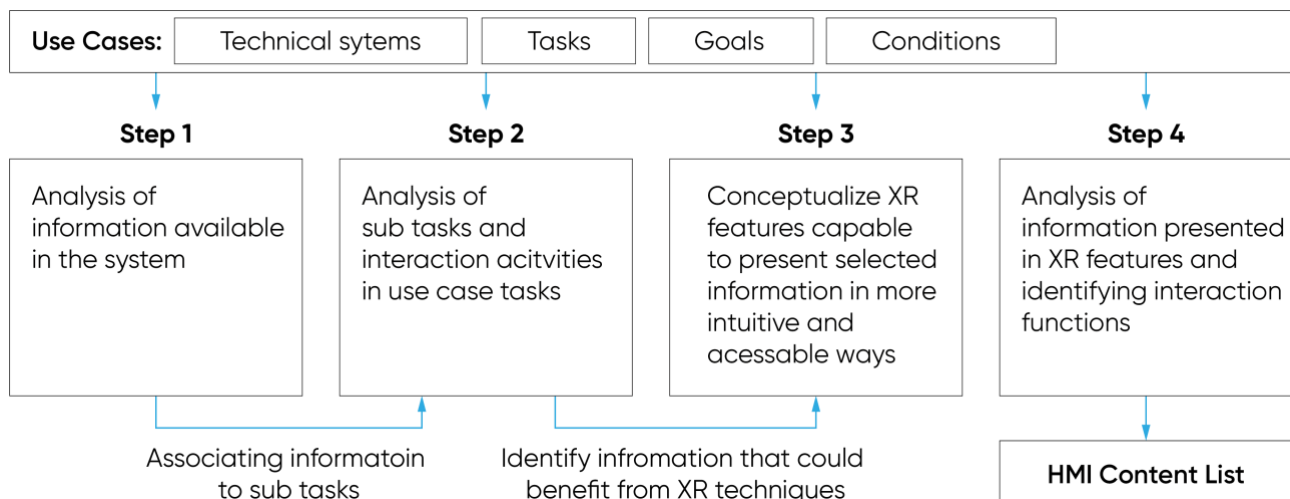 Use Cases: Technical sytems Tasks Goals Conditions
Step 1
Analysis of
information available
in the system
Step 2
Analysis of
sub tasks and
interaction acitvities
in use case tasks
Step 3
Conceptualize XR
features capable
to present selected
information in more
intuitive and
acessable ways
Step 4
Analysis of
information presented
in XR features and
identifying interaction
functions
Associating informatoin
to sub tasks
Identify infromation that could
benefit from XR techniques
HMI Content List